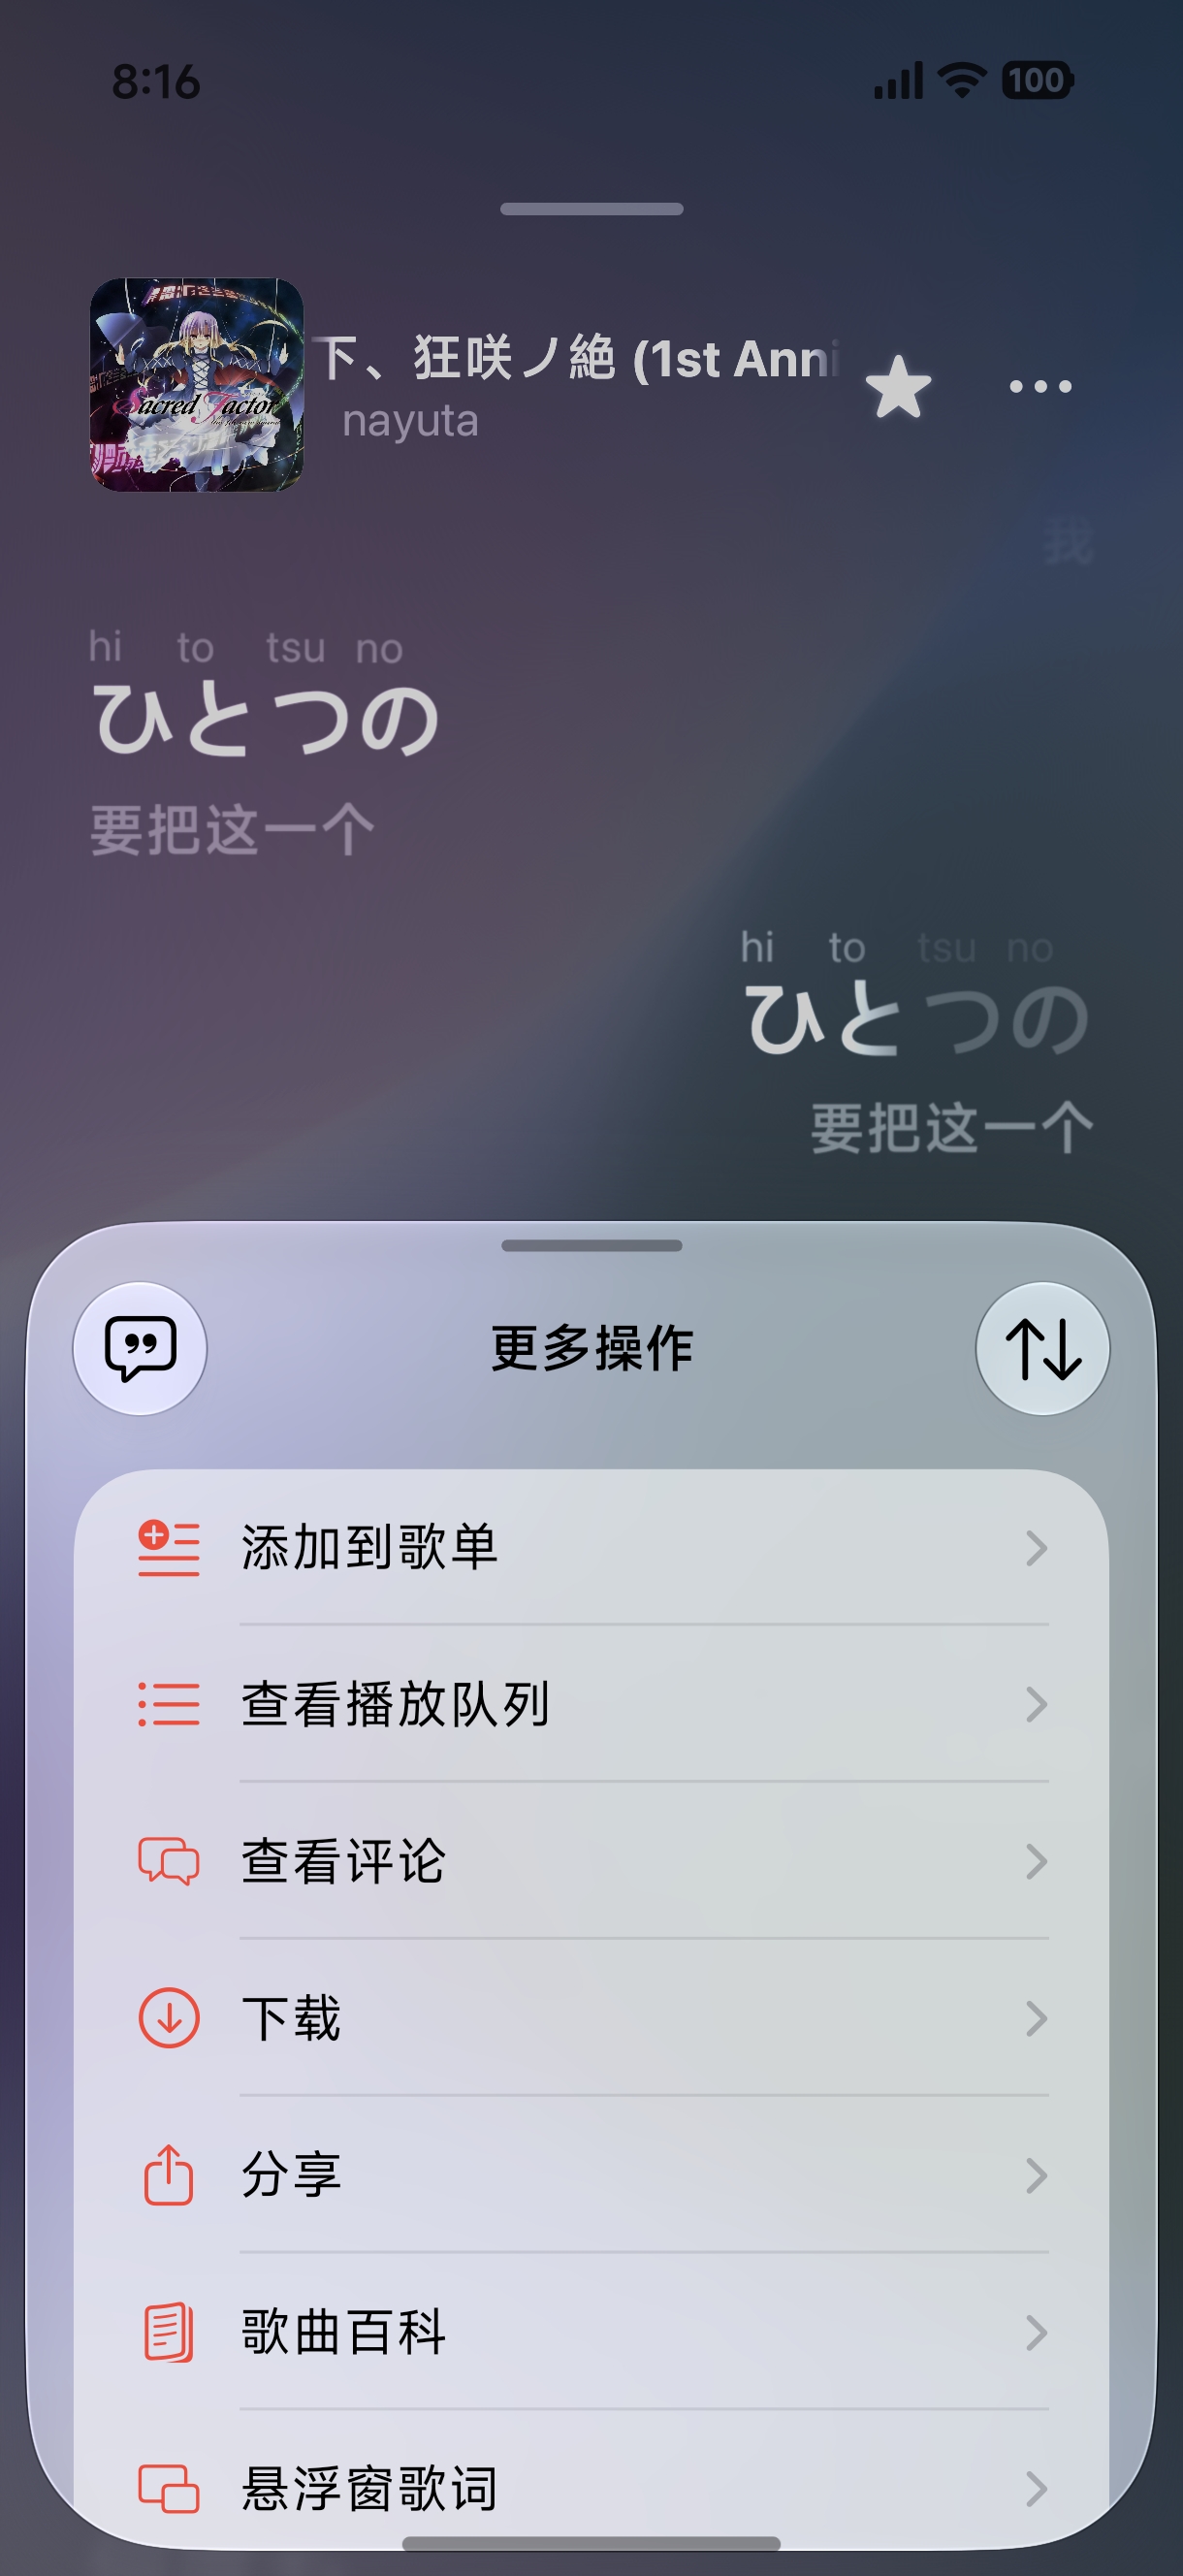 8:16
100
下、狂咲ノ絶 (1st Anni
Sacred Factor
nayuta
我
hi to tsu no
ひとつの
要把这一个
hi to tsu no
ひとつの
要把这一个
更多操作
添加到歌单
查看播放队列
查看评论
下载
分享
歌曲百科
悬浮窗歌词